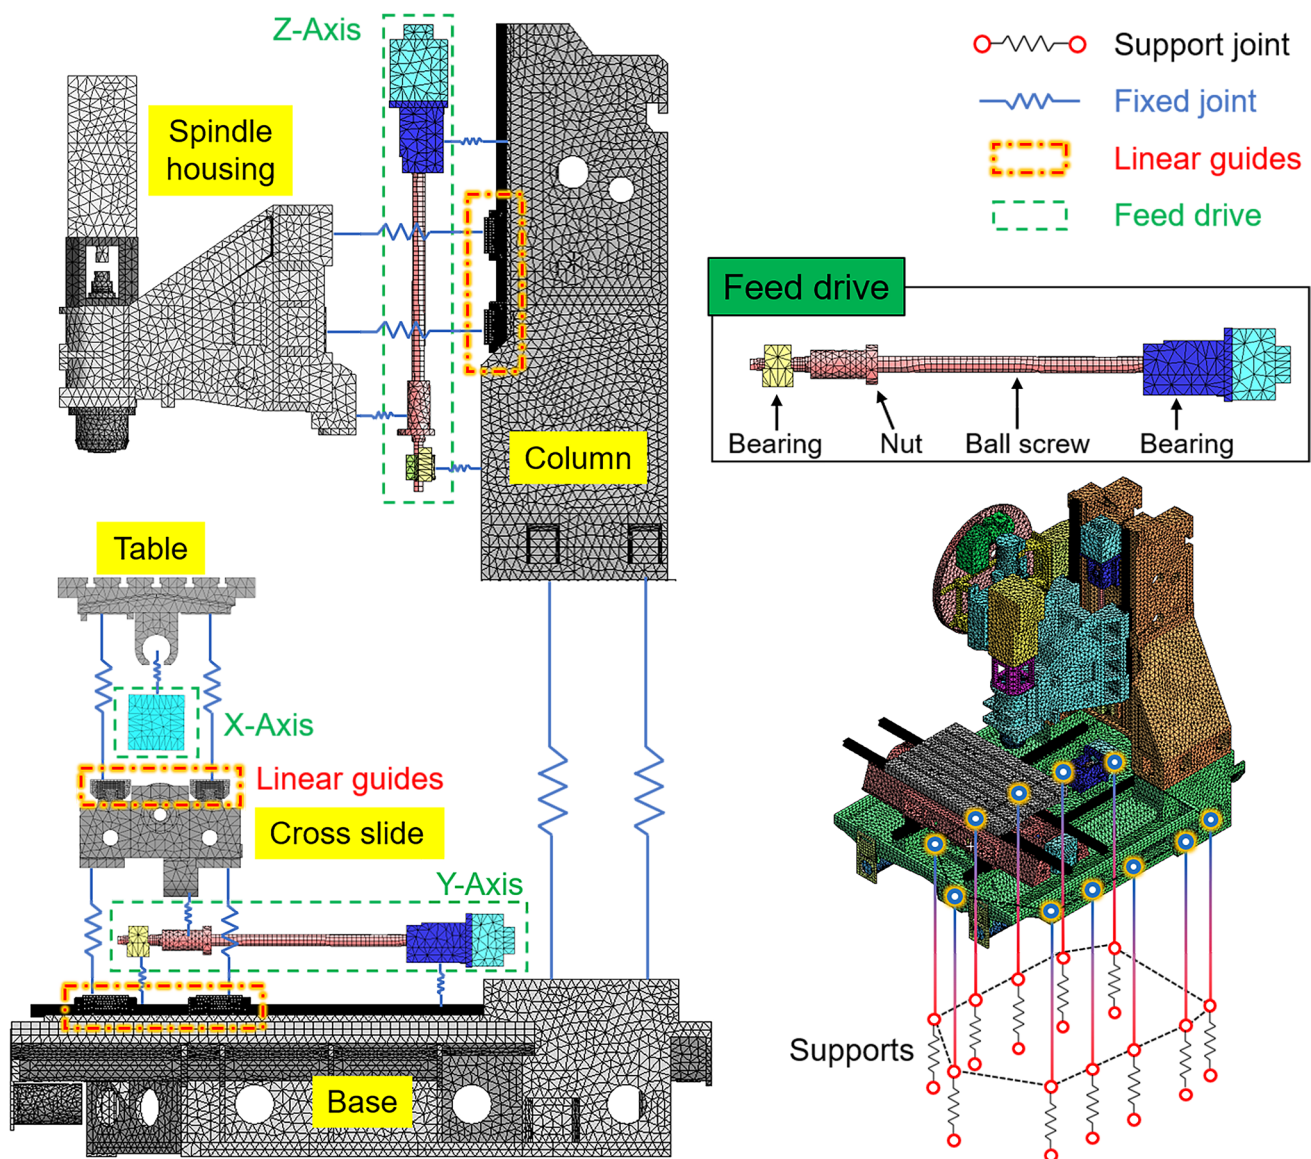 Z-Axis
Spindle
housing
Support joint
Fixed joint
Linear guides
Feed drive
Feed drive
Bearing
Nut
Ball screw
Bearing
Column
Table
X-Axis
Linear guides
Cross slide
Y-Axis
Base
Supports